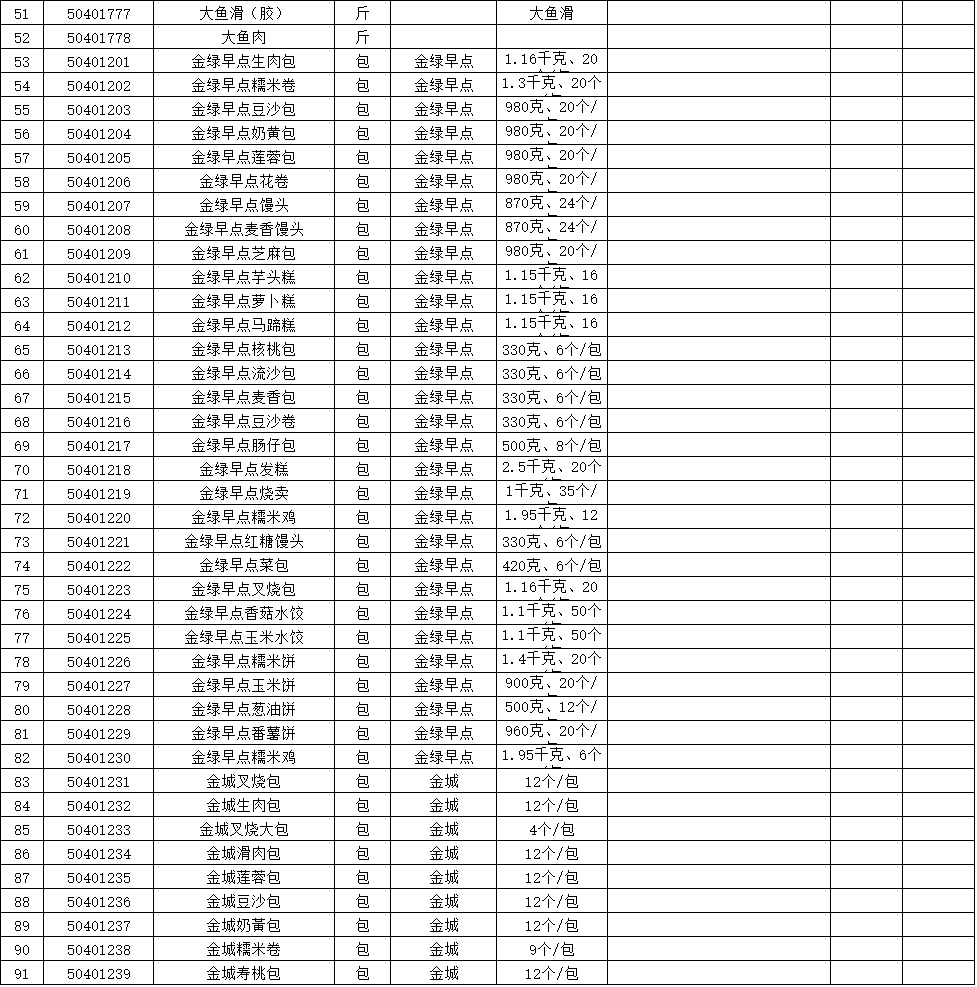 51 50401777 大鱼滑（胶） 斤 大鱼滑
52 50401778 大鱼肉 斤
53 50401201 金绿早点生肉包 包 金绿早点 1.16千克、20
54 50401202 金绿早点糯米卷 包 金绿早点 1.3千克、20个
55 50401203 金绿早点豆沙包 包 金绿早点 980克、20个/
56 50401204 金绿早点奶黄包 包 金绿早点 980克、20个/
57 50401205 金绿早点莲蓉包 包 金绿早点 980克、20个/
58 50401206 金绿早点花卷 包 金绿早点 980克、20个/
59 50401207 金绿早点馒头 包 金绿早点 870克、24个/
60 50401208 金绿早点麦香馒头 包 金绿早点 870克、24个/
61 50401209 金绿早点芝麻包 包 金绿早点 980克、20个/
62 50401210 金绿早点芋头糕 包 金绿早点 1.15千克、16
63 50401211 金绿早点萝卜糕 包 金绿早点 1.15千克、16
64 50401212 金绿早点马蹄糕 包 金绿早点 1.15千克、16
65 50401213 金绿早点核桃包 包 金绿早点 330克、6个/包
66 50401214 金绿早点流沙包 包 金绿早点 330克、6个/包
67 50401215 金绿早点麦香包 包 金绿早点 330克、6个/包
68 50401216 金绿早点豆沙卷 包 金绿早点 330克、6个/包
69 50401217 金绿早点肠仔包 包 金绿早点 500克、8个/包
70 50401218 金绿早点发糕 包 金绿早点 2.5千克、20个
71 50401219 金绿早点烧卖 包 金绿早点 1千克、35个/
72 50401220 金绿早点糯米鸡 包 金绿早点 1.95千克、12
73 50401221 金绿早点红糖馒头 包 金绿早点 330克、6个/包
74 50401222 金绿早点菜包 包 金绿早点 420克、6个/包
75 50401223 金绿早点叉烧包 包 金绿早点 1.16千克、20
76 50401224 金绿早点香菇水饺 包 金绿早点 1.1千克、50个
77 50401225 金绿早点玉米水饺 包 金绿早点 1.1千克、50个
78 50401226 金绿早点糯米饼 包 金绿早点 1.4千克、20个
79 50401227 金绿早点玉米饼 包 金绿早点 900克、20个/
80 50401228 金绿早点葱油饼 包 金绿早点 500克、12个/
81 50401229 金绿早点番薯饼 包 金绿早点 960克、20个/
82 50401230 金绿早点糯米鸡 包 金绿早点 1.95千克、6个
83 50401231 金城叉烧包 包 金城 12个/包
84 50401232 金城生肉包 包 金城 12个/包
85 50401233 金城叉烧大包 包 金城 4个/包
86 50401234 金城滑肉包 包 金城 12个/包
87 50401235 金城莲蓉包 包 金城 12个/包
88 50401236 金城豆沙包 包 金城 12个/包
89 50401237 金城奶黃包 包 金城 12个/包
90 50401238 金城糯米卷 包 金城 9个/包
91 50401239 金城寿桃包 包 金城 12个/包